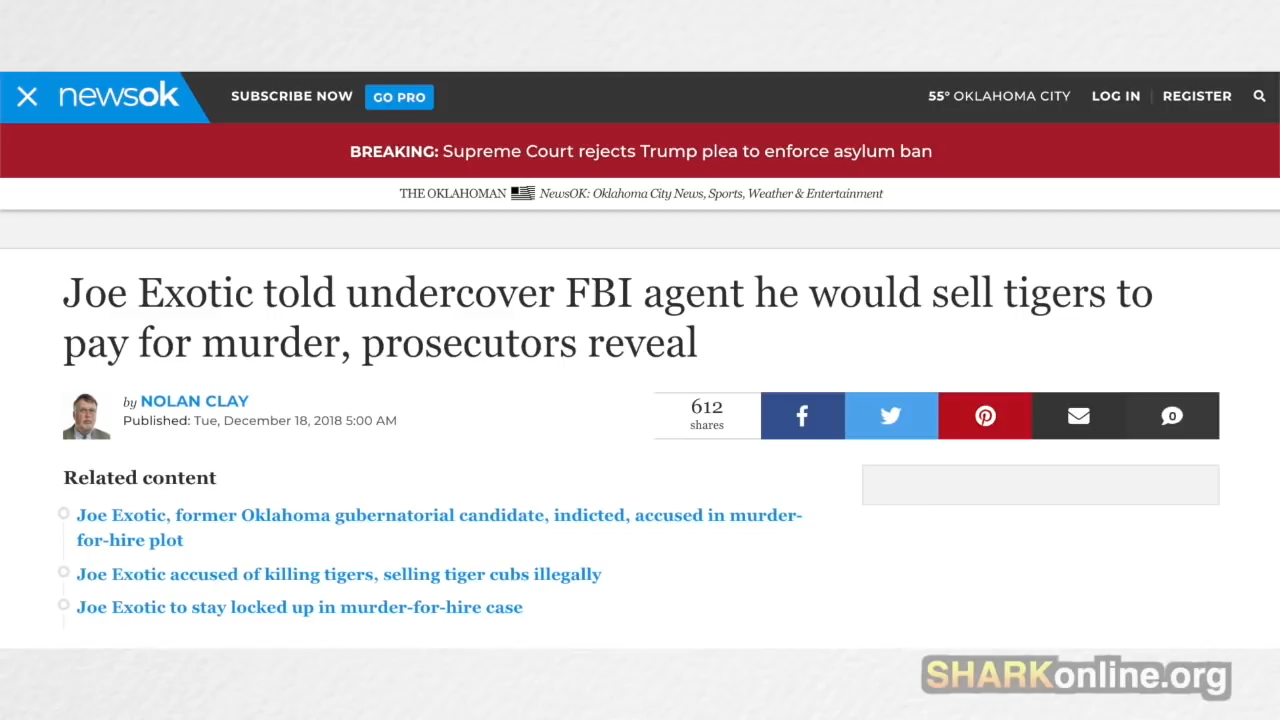 newsok SUBSCRIBE NOW GO PRO 55° OKLAHOMA CITY LOG IN REGISTER
BREAKING: Supreme Court rejects Trump plea to enforce asylum ban
THE OKLAHOMAN NewsOK: Oklahoma City News, Sports, Weather & Entertainment
Joe Exotic told undercover FBI agent he would sell tigers to
pay for murder, prosecutors reveal
by NOLAN CLAY
Published: Tue, December 18, 2018 5:00 AM
612
shares
0
Related content
Joe Exotic, former Oklahoma gubernatorial candidate, indicted, accused in murder-
for-hire plot
Joe Exotic accused of killing tigers, selling tiger cubs illegally
Joe Exotic to stay locked up in murder-for-hire case
SHARKonline.org